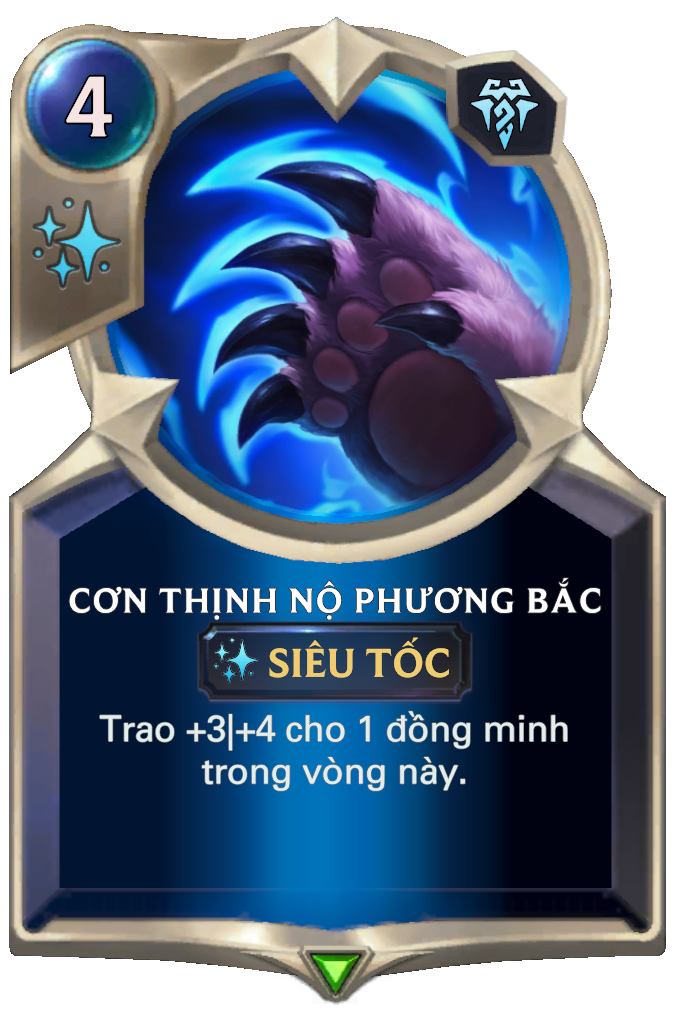 4
CƠN THỊNH NỘ PHƯƠNG BẮC
SIÊU TỐC
Trao +3|+4 cho 1 đồng minh
trong vòng này.